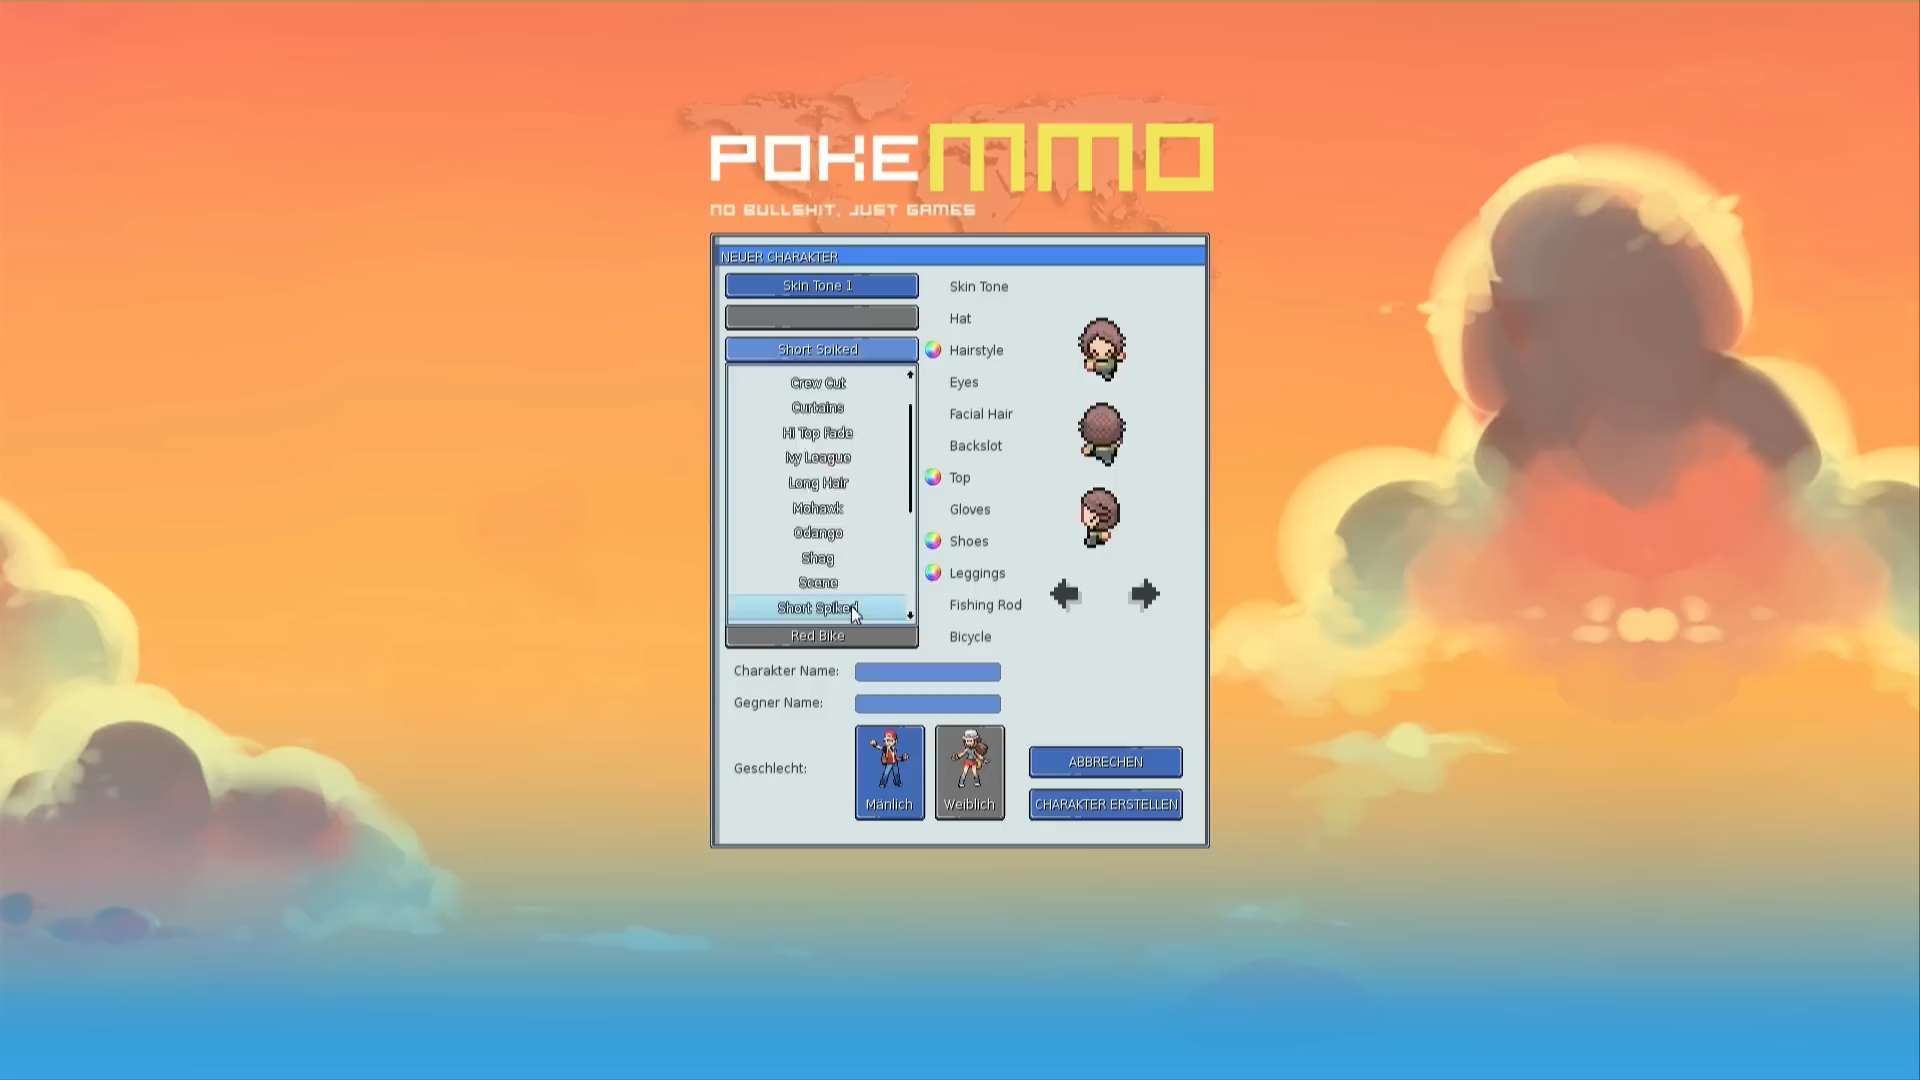 POKEMMO
NO BULLSHIT, JUST GAMES
NEUER CHARAKTER
Skin Tone 1 Skin Tone
Hat
Short Spiked Hairstyle
Crew Cut Eyes
Curtains Facial Hair
Hi Top Fade
Ivy League Backslot
Long Hair Top
Mohawk Gloves
Odango Shoes
Shag
Scene Leggings
Short Spiked Fishing Rod
Red Bike Bicycle
Charakter Name:
Gegner Name:
Geschlecht:
Mänlich Weiblich
ABBRECHEN
CHARAKTER ERSTELLEN